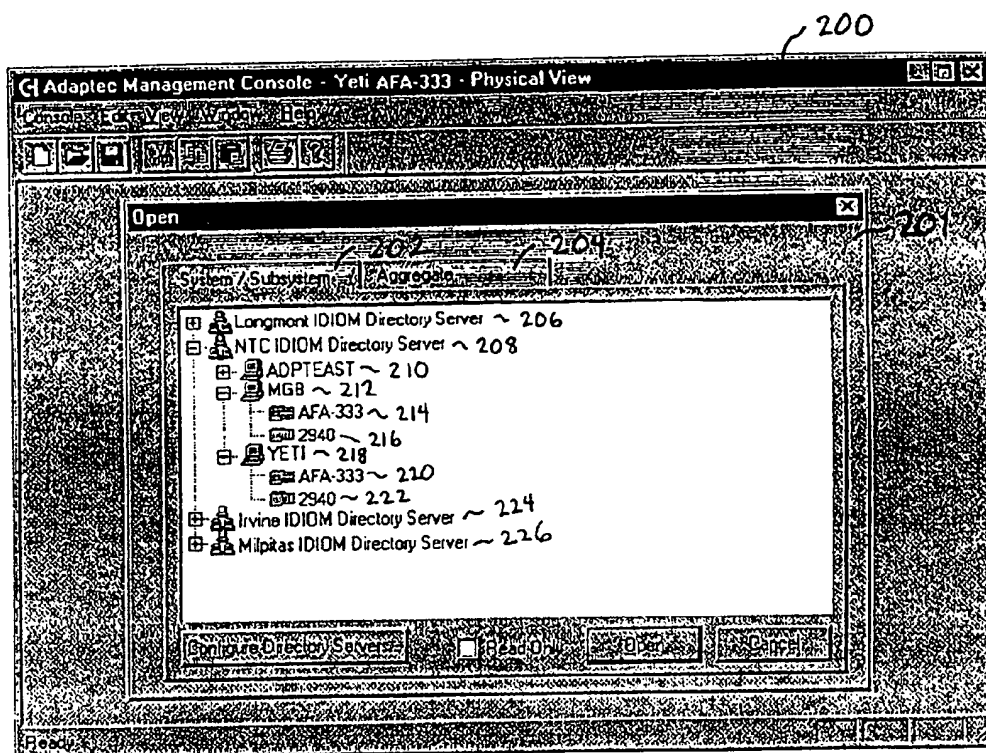 200
Adaptec Management Console - Yeti AFA-333 - Physical View
Console Edit View Window Help
Open
201
202
204
System / Subsystem
Aggregate
Longmont IDIOM Directory Server ~ 206
NTC IDIOM Directory Server ~ 208
ADPTEAST ~ 210
MGB ~ 212
AFA-333 ~ 214
2940 ~ 216
YETI ~ 218
AFA-333 ~ 220
2940 ~ 222
Irvine IDIOM Directory Server ~ 224
Milpitas IDIOM Directory Server ~ 226
Configure Directory Servers... Read Only Open Cancel
Ready